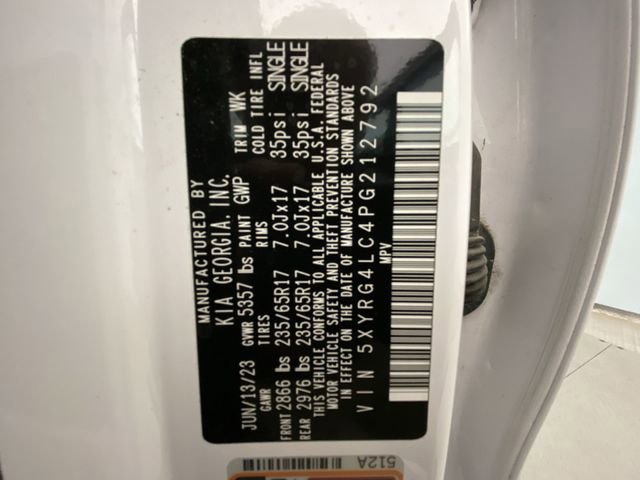 MANUFACTURED BY
KIA GEORGIA, INC.
JUN/13/23 GVWR 5357 lbs PAINT GWP TRIM WK
GAWR TIRES RIMS COLD TIRE INFL
FRONT 2866 lbs 235/65R17 7.0Jx17 35psi SINGLE
REAR 2976 lbs 235/65R17 7.0Jx17 35psi SINGLE
THIS VEHICLE CONFORMS TO ALL APPLICABLE U.S.A. FEDERAL
MOTOR VEHICLE SAFETY AND THEFT PREVENTION STANDARDS
IN EFFECT ON THE DATE OF MANUFACTURE SHOWN ABOVE
VIN 5XYRG4LC4PG212792
MPV
512A